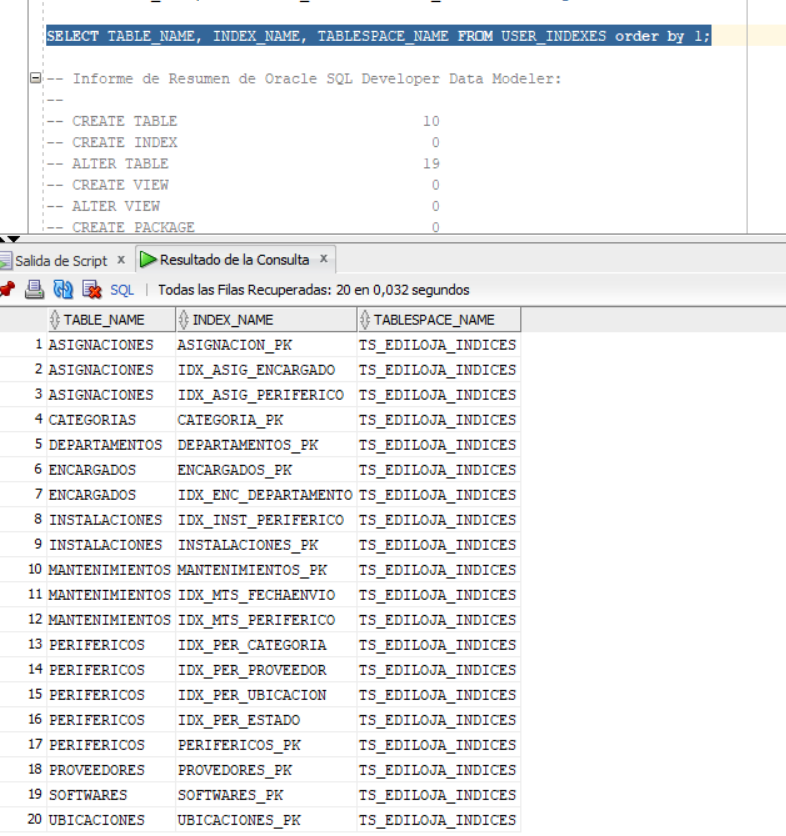 SELECT TABLE_NAME, INDEX_NAME, TABLESPACE_NAME FROM USER_INDEXES order by 1;
-- Informe de Resumen de Oracle SQL Developer Data Modeler:
--
-- CREATE TABLE 10
-- CREATE INDEX 0
-- ALTER TABLE 19
-- CREATE VIEW 0
-- ALTER VIEW 0
-- CREATE PACKAGE 0
Salida de Script x Resultado de la Consulta x
SQL | Todas las Filas Recuperadas: 20 en 0,032 segundos
TABLE_NAME INDEX_NAME TABLESPACE_NAME
1 ASIGNACIONES ASIGNACION_PK TS_EDILOJA_INDICES
2 ASIGNACIONES IDX_ASIG_ENCARGADO TS_EDILOJA_INDICES
3 ASIGNACIONES IDX_ASIG_PERIFERICO TS_EDILOJA_INDICES
4 CATEGORIAS CATEGORIA_PK TS_EDILOJA_INDICES
5 DEPARTAMENTOS DEPARTAMENTOS_PK TS_EDILOJA_INDICES
6 ENCARGADOS ENCARGADOS_PK TS_EDILOJA_INDICES
7 ENCARGADOS IDX_ENC_DEPARTAMENTO TS_EDILOJA_INDICES
8 INSTALACIONES IDX_INST_PERIFERICO TS_EDILOJA_INDICES
9 INSTALACIONES INSTALACIONES_PK TS_EDILOJA_INDICES
10 MANTENIMIENTOS MANTENIMIENTOS_PK TS_EDILOJA_INDICES
11 MANTENIMIENTOS IDX_MTS_FECHAENVIO TS_EDILOJA_INDICES
12 MANTENIMIENTOS IDX_MTS_PERIFERICO TS_EDILOJA_INDICES
13 PERIFERICOS IDX_PER_CATEGORIA TS_EDILOJA_INDICES
14 PERIFERICOS IDX_PER_PROVEEDOR TS_EDILOJA_INDICES
15 PERIFERICOS IDX_PER_UBICACION TS_EDILOJA_INDICES
16 PERIFERICOS IDX_PER_ESTADO TS_EDILOJA_INDICES
17 PERIFERICOS PERIFERICOS_PK TS_EDILOJA_INDICES
18 PROVEEDORES PROVEDORES_PK TS_EDILOJA_INDICES
19 SOFTWARES SOFTWARES_PK TS_EDILOJA_INDICES
20 UBICACIONES UBICACIONES_PK TS_EDILOJA_INDICES